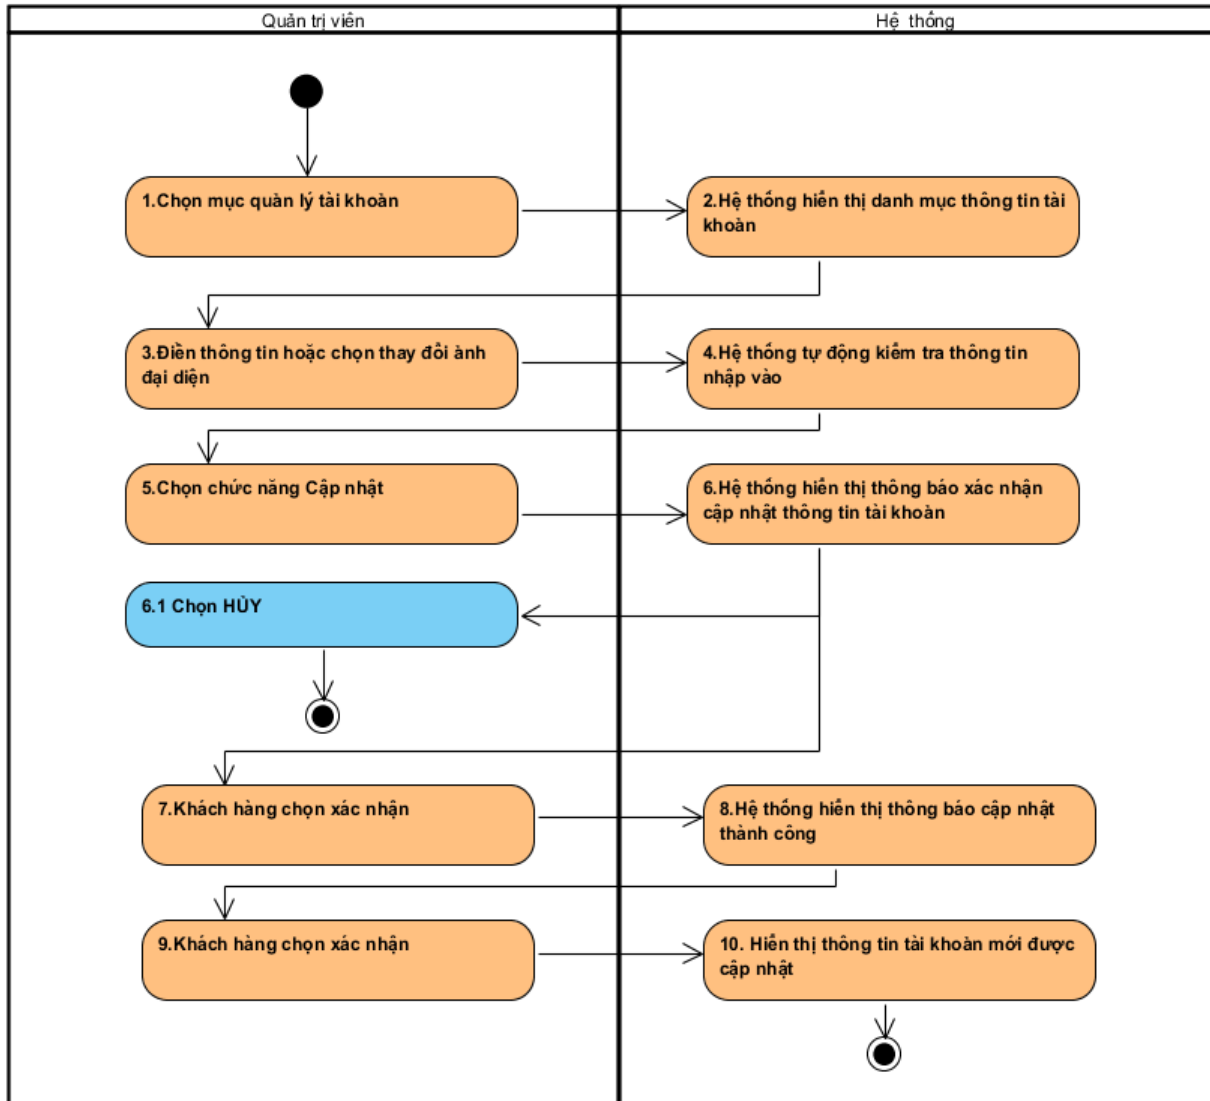 Quản trị viên
Hệ thống
1.Chọn mục quản lý tài khoản
2.Hệ thống hiển thị danh mục thông tin tài
khoản
3.Điền thông tin hoặc chọn thay đổi ảnh
đại diện
4.Hệ thống tự động kiểm tra thông tin
nhập vào
5.Chọn chức năng Cập nhật
6.Hệ thống hiển thị thông báo xác nhận
cập nhật thông tin tài khoản
6.1 Chọn HỦY
7.Khách hàng chọn xác nhận
8.Hệ thống hiển thị thông báo cập nhật
thành công
9.Khách hàng chọn xác nhận
10. Hiển thị thông tin tài khoản mới được
cập nhật